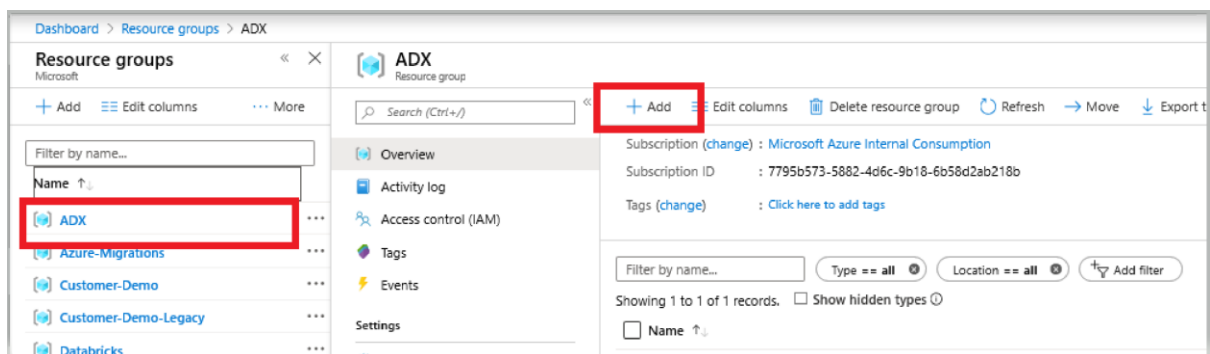 Dashboard > Resource groups > ADX
Resource groups « ×
Microsoft
+ Add Edit columns ··· More
Filter by name...
Name ↑↓
ADX ···
Azure-Migrations ···
Customer-Demo ···
Customer-Demo-Legacy ···
Databricks ···
ADX
Resource group
Search (Ctrl+/) «
Overview
Activity log
Access control (IAM)
Tags
Events
Settings
+ Add Edit columns Delete resource group Refresh → Move Export t
Subscription (change) : Microsoft Azure Internal Consumption
Subscription ID : 7795b573-5882-4d6c-9b18-6b58d2ab218b
Tags (change) : Click here to add tags
Filter by name... Type == all Location == all Add filter
Showing 1 to 1 of 1 records. Show hidden types
Name ↑↓